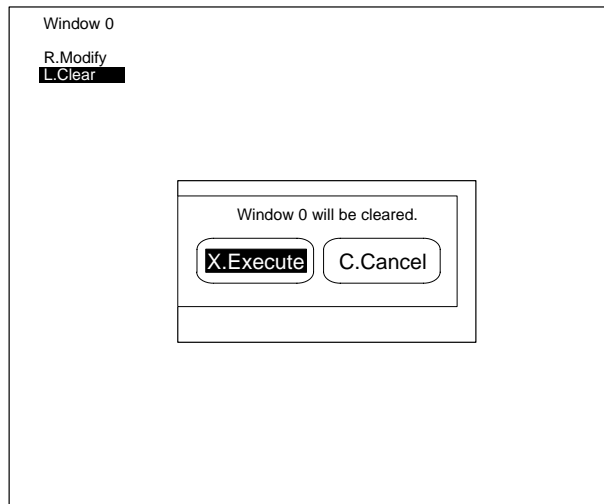 Window 0
R.Modify
L.Clear
Window 0 will be cleared.
X.Execute C.Cancel